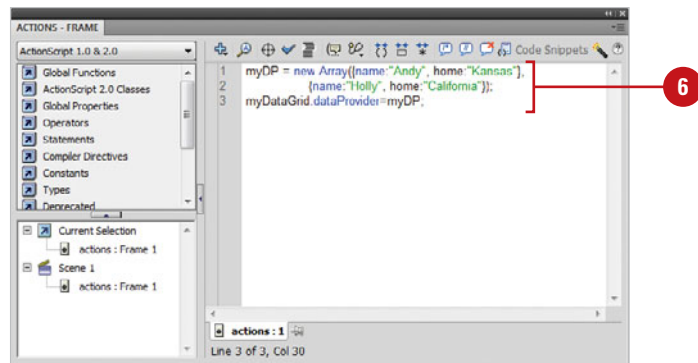 ACTIONS - FRAME
ActionScript 1.0 & 2.0
Code Snippets
Global Functions
ActionScript 2.0 Classes
Global Properties
Operators
Statements
Compiler Directives
Constants
Types
Deprecated
Current Selection
actions : Frame 1
Scene 1
actions : Frame 1
1 myDP = new Array({name:"Andy", home:"Kansas"},
2 {name:"Holly", home:"California"});
3 myDataGrid.dataProvider=myDP;
6
actions : 1
Line 3 of 3, Col 30